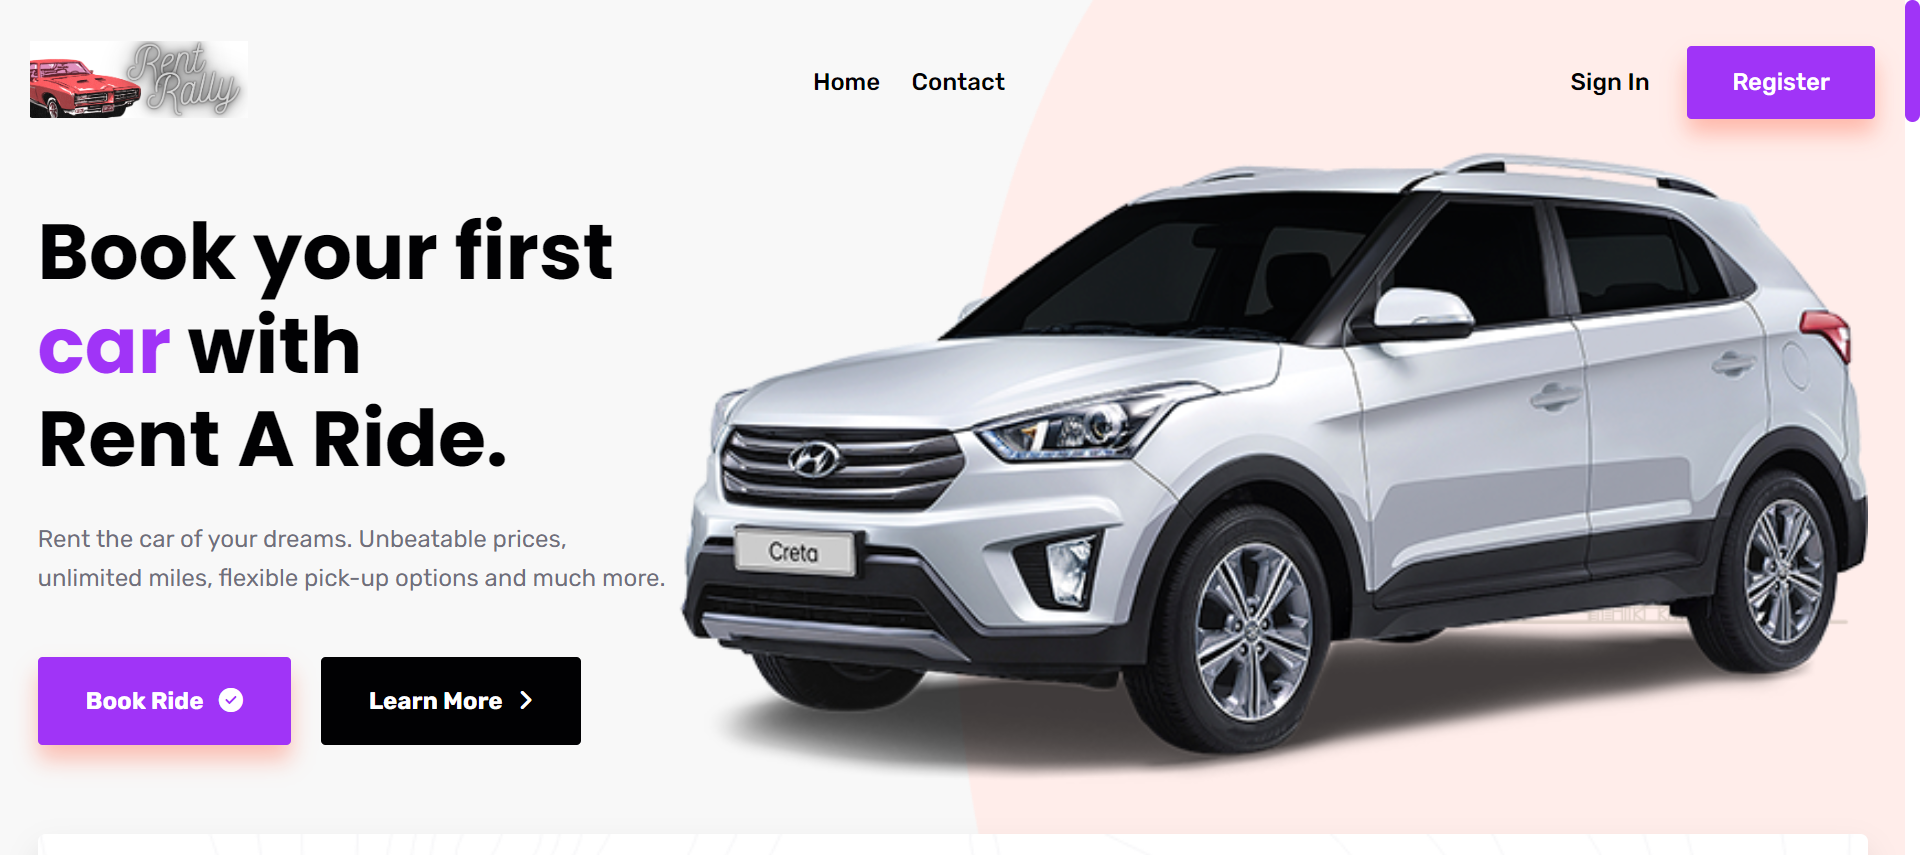 Rent
Rally
Home
Contact
Sign In
Register
Book your first
car with
Rent A Ride.
Rent the car of your dreams. Unbeatable prices,
unlimited miles, flexible pick-up options and much more.
Creta
Book Ride
Learn More